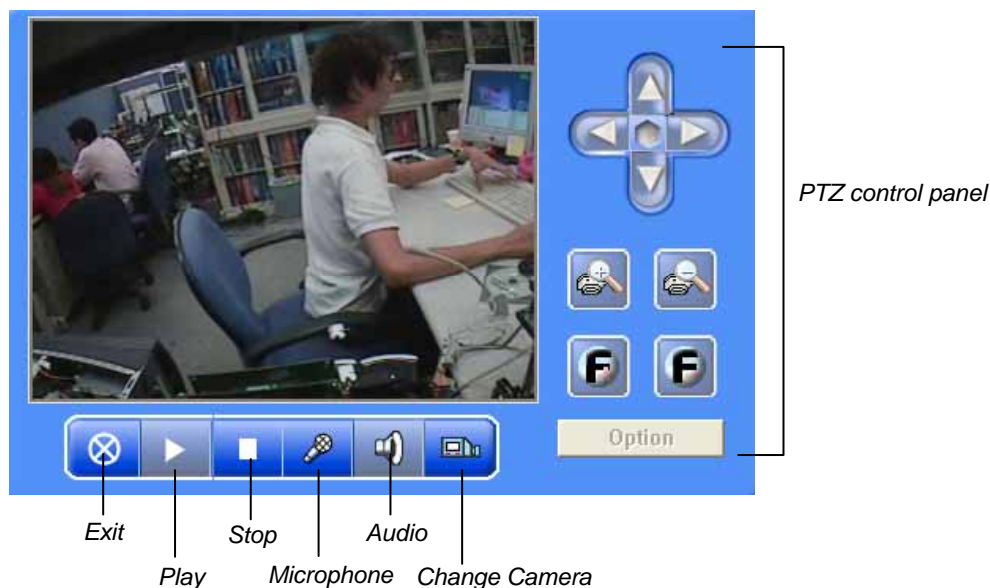 PTZ control panel
F F
Option
Exit Stop Audio
Play Microphone Change Camera